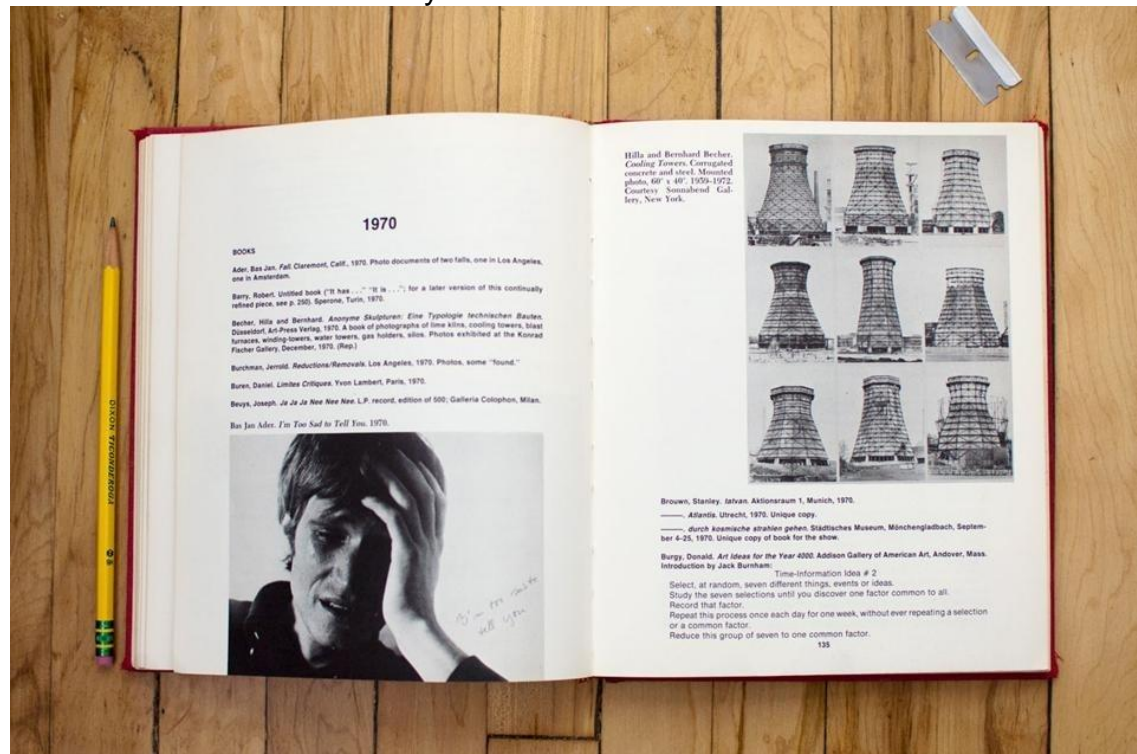 1970
BOOKS
Ader, Bas Jan. Fall. Claremont, Calif., 1970. Photo documents of two falls, one in Los Angeles,
one in Amsterdam.
Barry, Robert. Untitled book ("It has . . ." "It is . . ."; for a later version of this continually
refined piece, see p. 250). Sperone, Turin, 1970.
Becher, Hilla and Bernhard. Anonyme Skulpturen: Eine Typologie technischen Bauten.
Düsseldorf, Art-Press Verlag, 1970. A book of photographs of lime kilns, cooling towers, blast
furnaces, winding-towers, water towers, gas holders, silos. Photos exhibited at the Konrad
Fischer Gallery, December, 1970. (Rep.)
Burchman, Jerrold. Reductions/Removals. Los Angeles, 1970. Photos, some "found."
Buren, Daniel. Limites Critiques. Yvon Lambert, Paris, 1970.
Beuys, Joseph. Ja Ja Ja Nee Nee Nee. L.P. record, edition of 500; Galleria Colophon, Milan.
Bas Jan Ader. I'm Too Sad to Tell You. 1970.
I'm too sad to
tell you
Hilla and Bernhard Becher.
Cooling Towers. Corrugated
concrete and steel. Mounted
photo, 60" x 40". 1959–1972.
Courtesy Sonnabend Gal-
lery, New York.
Brouwn, Stanley. tatvan. Aktionsraum 1, Munich, 1970.
———. Atlantis. Utrecht, 1970. Unique copy.
———. durch kosmische strahlen gehen. Städtisches Museum, Mönchengladbach, Septem-
ber 4–25, 1970. Unique copy of book for the show.
Burgy, Donald. Art Ideas for the Year 4000. Addison Gallery of American Art, Andover, Mass.
Introduction by Jack Burnham:
Time-Information Idea # 2
Select, at random, seven different things, events or ideas.
Study the seven selections until you discover one factor common to all.
Record that factor.
Repeat this process once each day for one week, without ever repeating a selection
or a common factor.
Reduce this group of seven to one common factor.
135
DIXON TICONDEROGA